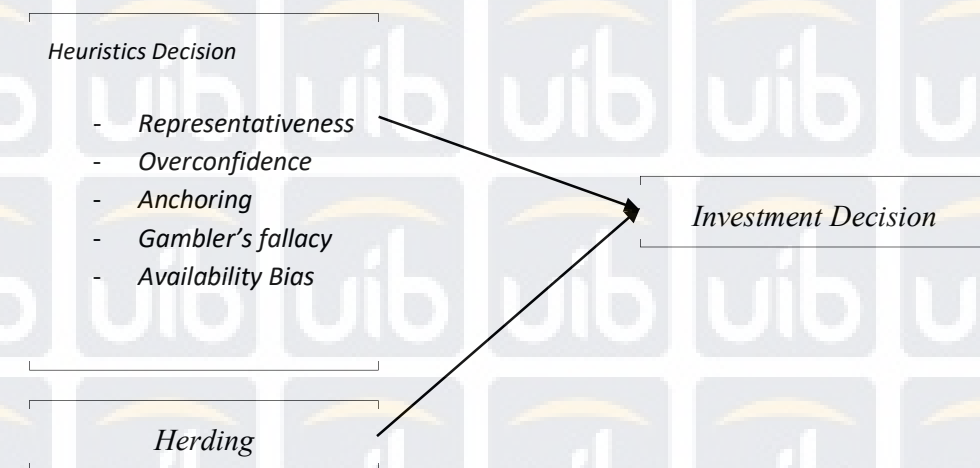 Heuristics Decision
- Representativeness
- Overconfidence
- Anchoring
- Gambler’s fallacy
- Availability Bias
Investment Decision
Herding